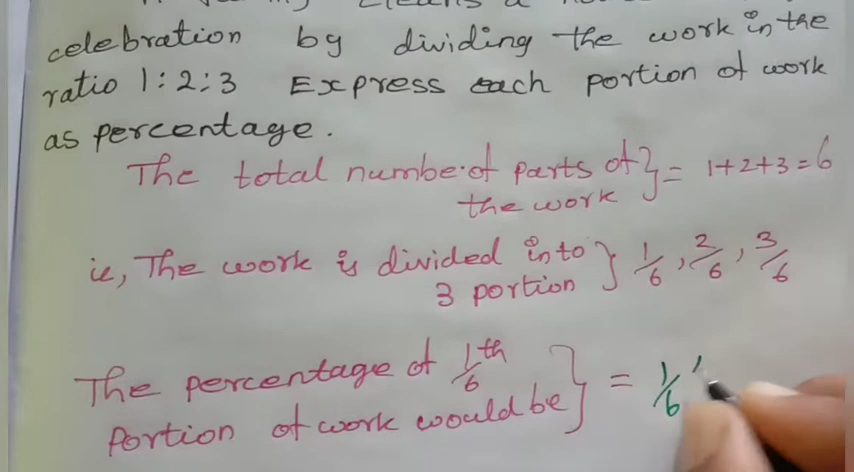 celebration by dividing the work in the
ratio 1:2:3 Express each portion of work
as percentage.
The total number of parts of
the work } = 1+2+3=6
ie, The work is divided into
3 portion } 1/6, 2/6, 3/6
The percentage of 1/6 th
Portion of work would be } = 1/6